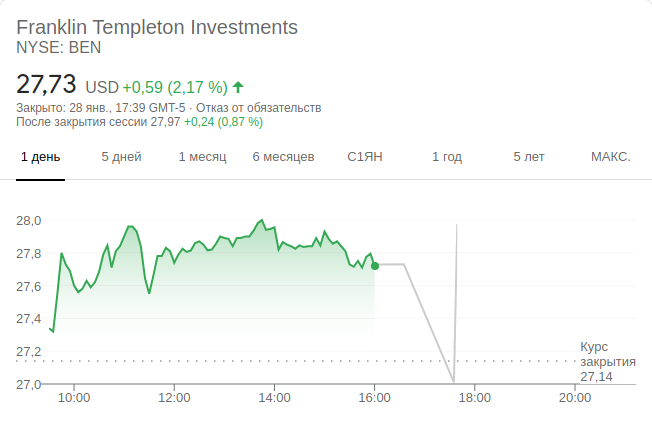 Franklin Templeton Investments
NYSE: BEN
27,73 USD +0,59 (2,17 %)
Закрыто: 28 янв., 17:39 GMT-5 · Отказ от обязательств
После закрытия сессии 27,97 +0,24 (0,87 %)
1 день 5 дней 1 месяц 6 месяцев С1ЯН 1 год 5 лет МАКС.
28,0
27,8
27,6
27,4
27,2
27,0
Курс
закрытия
27,14
10:00 12:00 14:00 16:00 18:00 20:00